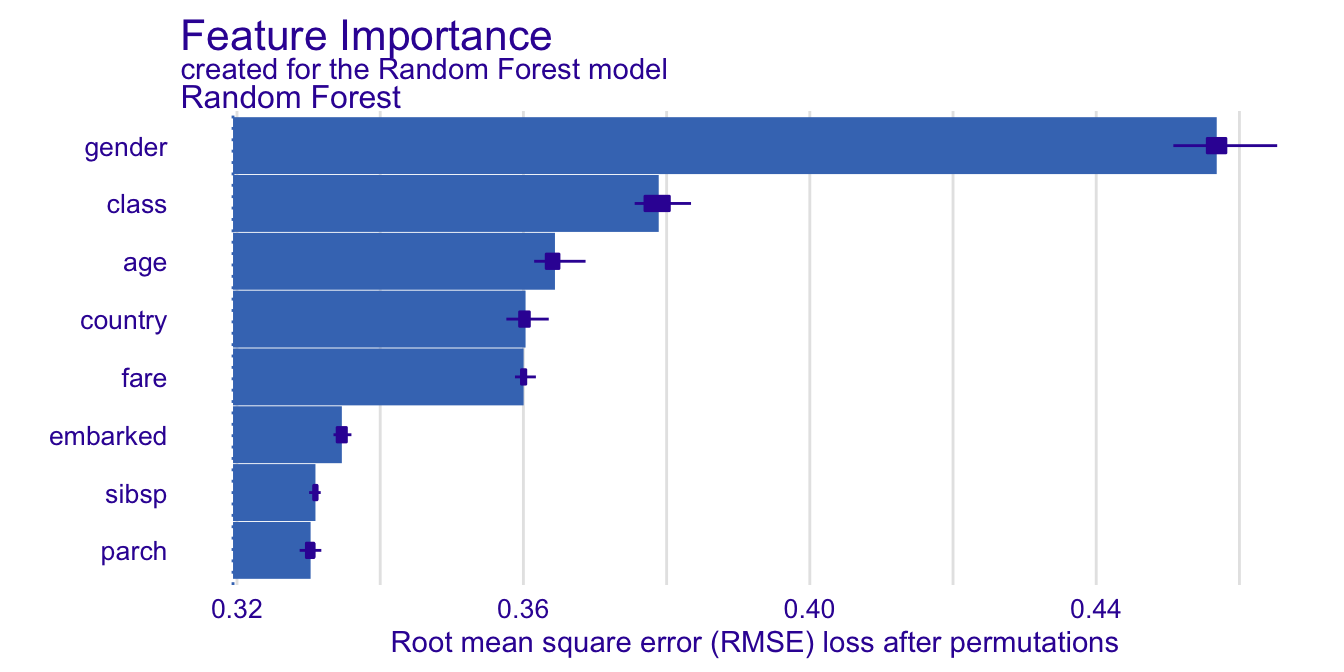 Feature Importance
created for the Random Forest model
Random Forest
gender
class
age
country
fare
embarked
sibsp
parch
0.32 0.36 0.40 0.44
Root mean square error (RMSE) loss after permutations